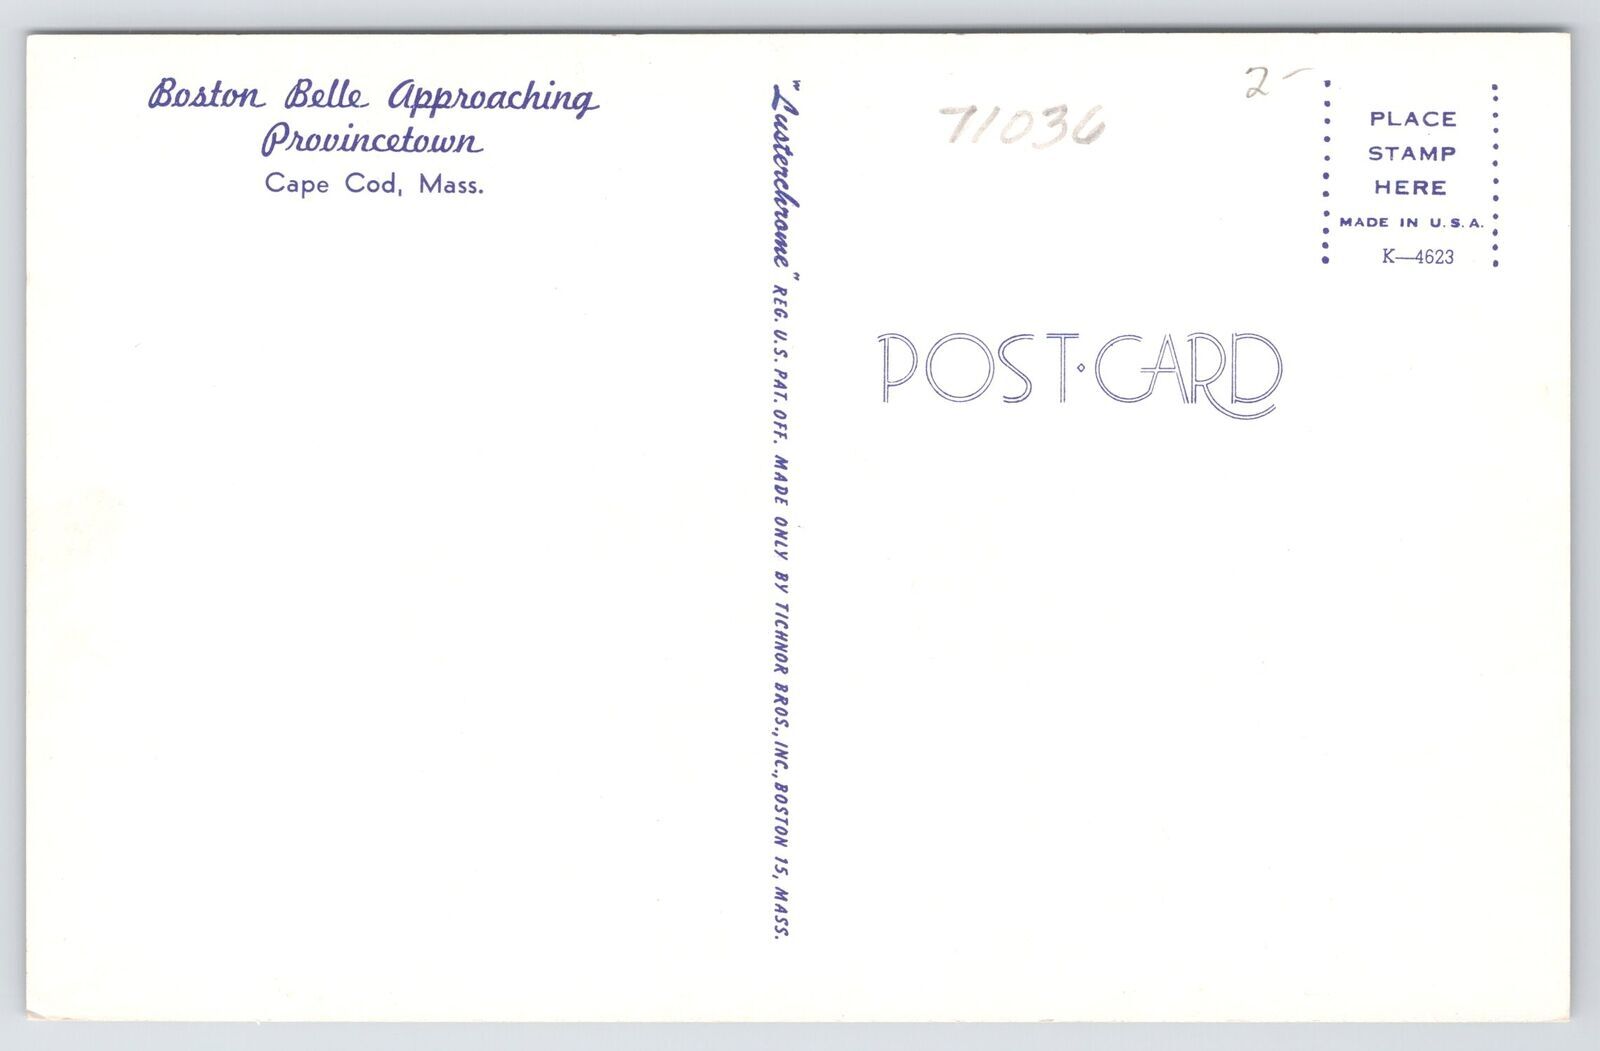 Boston Belle Approaching
Provincetown
Cape Cod, Mass.
"Lusterchrome" REG. U.S. PAT. OFF. MADE ONLY BY TICHNOR BROS., INC., BOSTON 15, MASS.
71036
2-
PLACE
STAMP
HERE
MADE IN U.S.A.
K—4623
POST·CARD